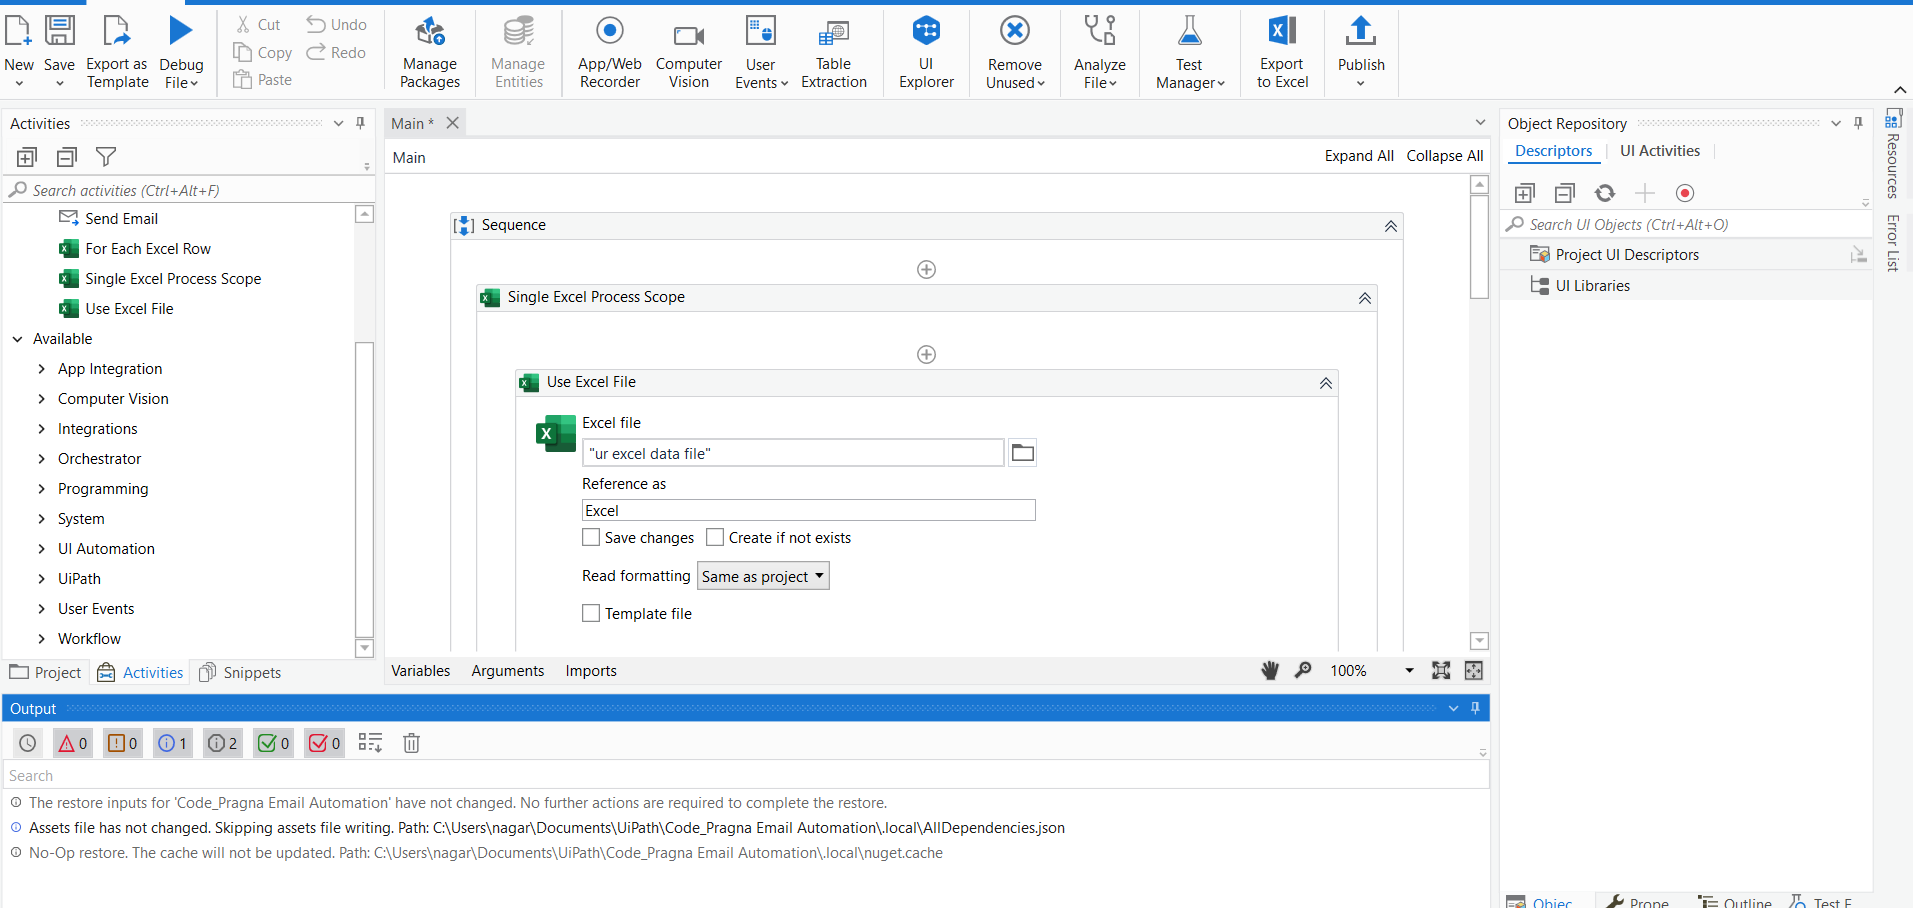 New
Save
Export as
Template
Debug
File
Cut
Copy
Paste
Undo
Redo
Manage
Packages
Manage
Entities
App/Web
Recorder
Computer
Vision
User
Events
Table
Extraction
UI
Explorer
Remove
Unused
Analyze
File
Test
Manager
Export
to Excel
Publish
Activities
Search activities (Ctrl+Alt+F)
Send Email
For Each Excel Row
Single Excel Process Scope
Use Excel File
Available
App Integration
Computer Vision
Integrations
Orchestrator
Programming
System
UI Automation
UiPath
User Events
Workflow
Project
Activities
Snippets
Main *
Main
Expand All
Collapse All
Sequence
Single Excel Process Scope
Use Excel File
Excel file
"ur excel data file"
Reference as
Excel
Save changes
Create if not exists
Read formatting
Same as project
Template file
Variables
Arguments
Imports
100%
Object Repository
Descriptors
UI Activities
Search UI Objects (Ctrl+Alt+O)
Project UI Descriptors
UI Libraries
Resources
Error List
Output
0
0
1
2
0
0
Search
The restore inputs for 'Code_Pragna Email Automation' have not changed. No further actions are required to complete the restore.
Assets file has not changed. Skipping assets file writing. Path: C:\Users\nagar\Documents\UiPath\Code_Pragna Email Automation\.local\AllDependencies.json
No-Op restore. The cache will not be updated. Path: C:\Users\nagar\Documents\UiPath\Code_Pragna Email Automation\.local\nuget.cache
Objec
Prope
Outline
Test E